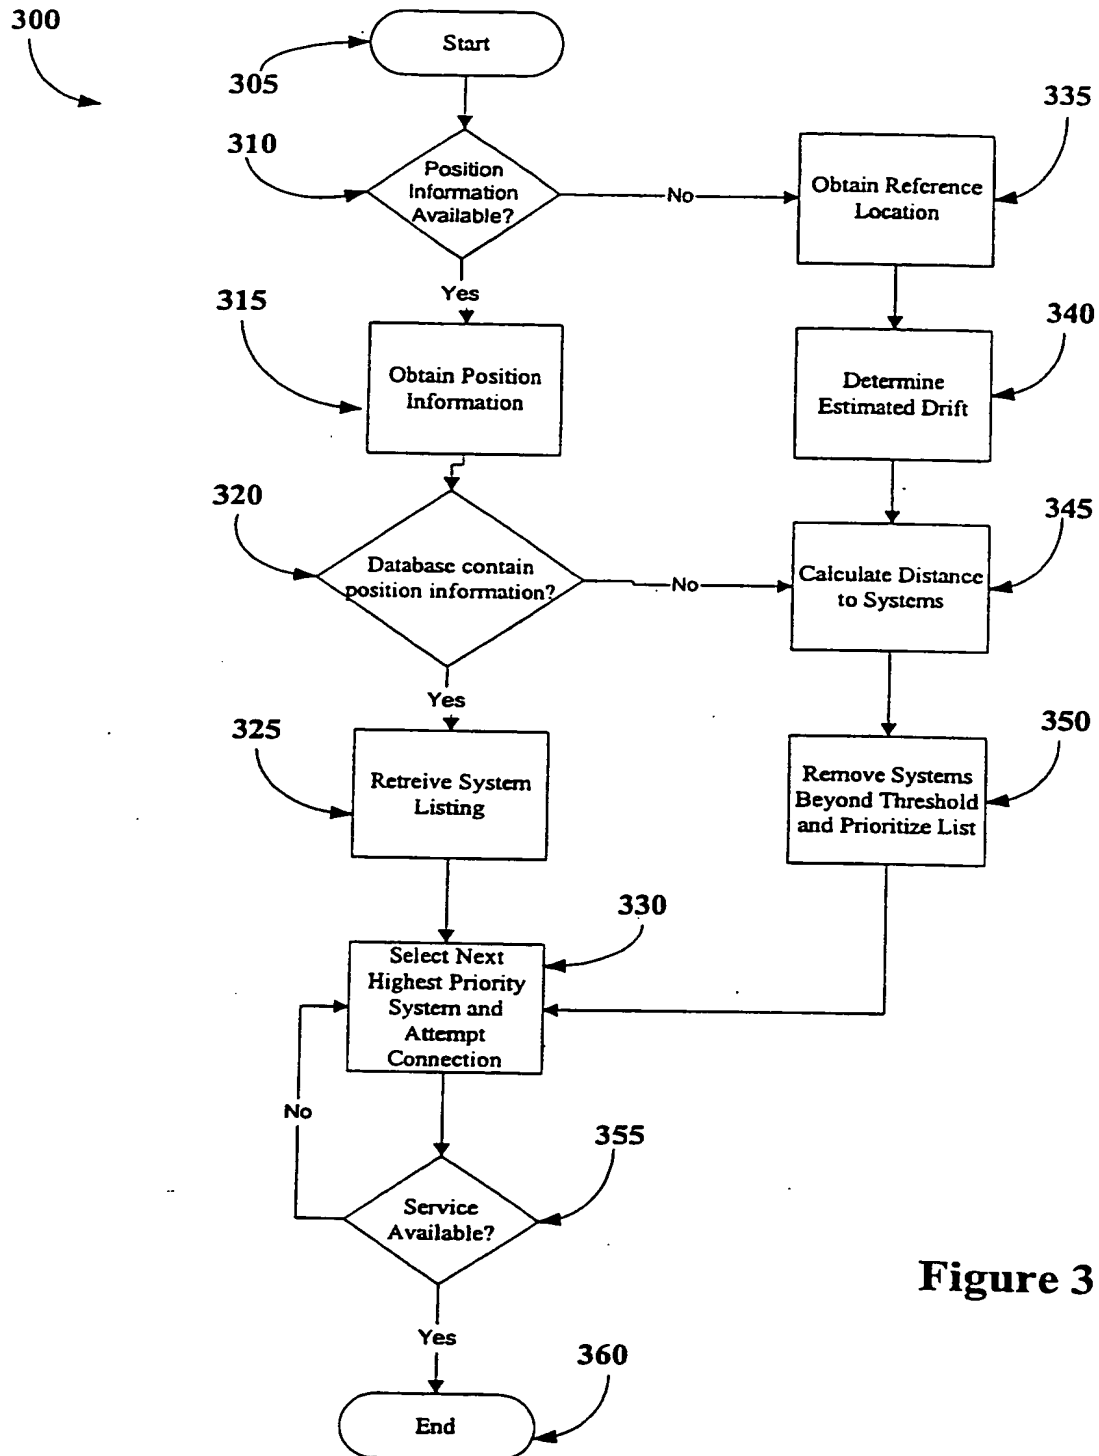 300
Start
305
335
310
Position
Information
Available?
No
Obtain Reference
Location
Yes
315
340
Obtain Position
Information
Determine
Estimated Drift
320
345
Database contain
position information?
No
Calculate Distance
to Systems
Yes
325
350
Retreive System
Listing
Remove Systems
Beyond Threshold
and Prioritize List
330
Select Next
Highest Priority
System and
Attempt
Connection
No
355
Service
Available?
Figure 3
Yes
360
End